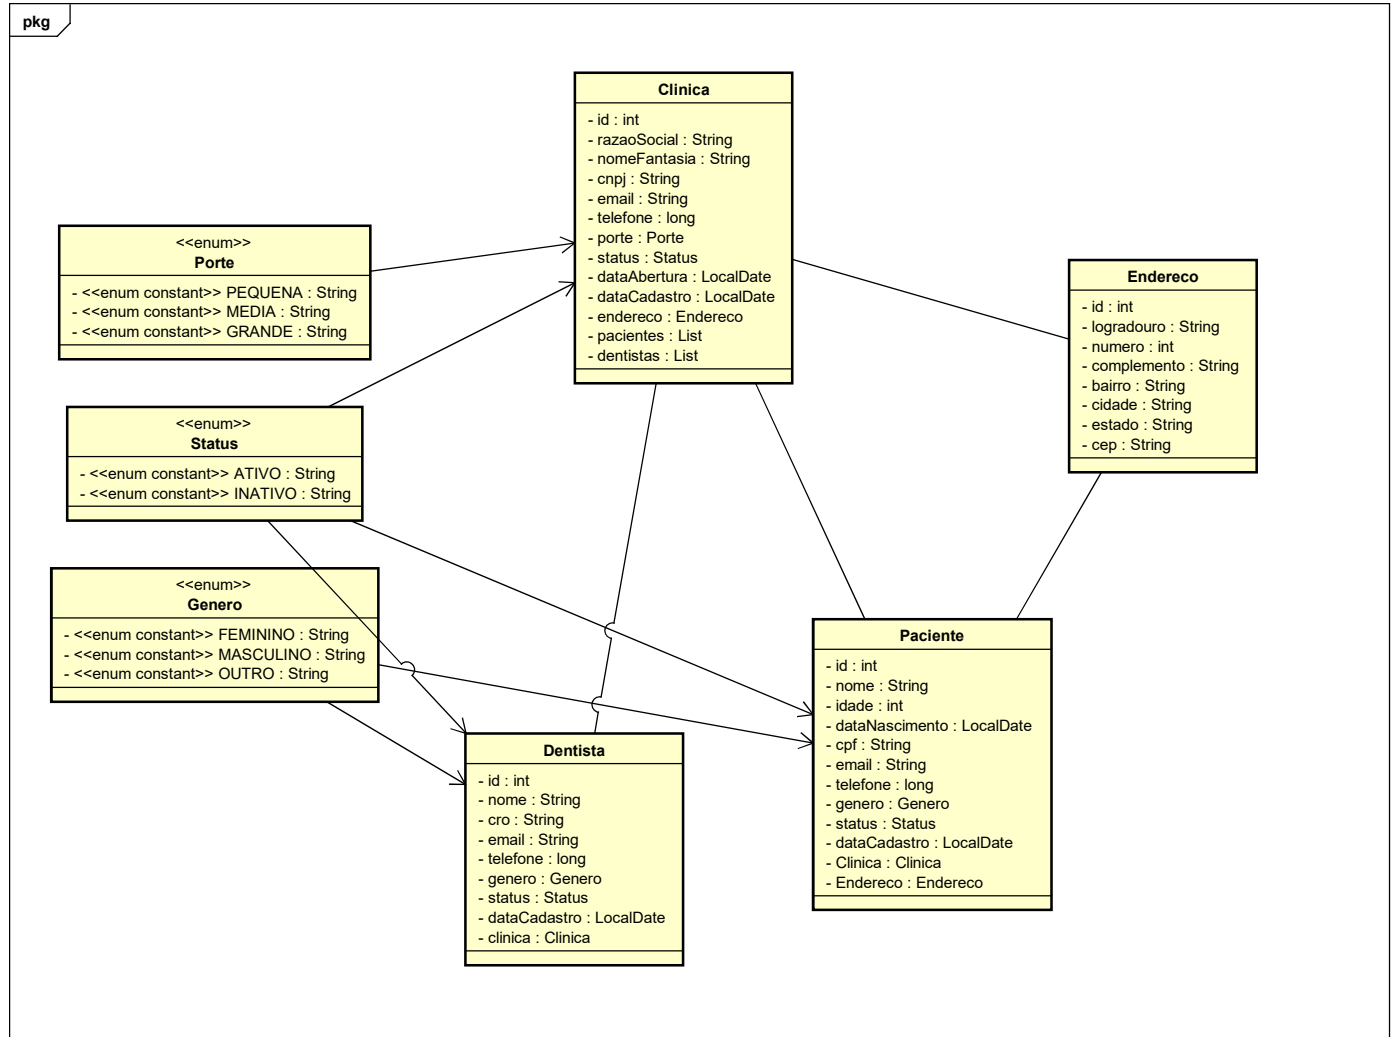 pkg
Clinica
- id : int
- razaoSocial : String
- nomeFantasia : String
- cnpj : String
- email : String
- telefone : long
- porte : Porte
- status : Status
- dataAbertura : LocalDate
- dataCadastro : LocalDate
- endereco : Endereco
- pacientes : List
- dentistas : List
<<enum>>
Porte
- <<enum constant>> PEQUENA : String
- <<enum constant>> MEDIA : String
- <<enum constant>> GRANDE : String
Endereco
- id : int
- logradouro : String
- numero : int
- complemento : String
- bairro : String
- cidade : String
- estado : String
- cep : String
<<enum>>
Status
- <<enum constant>> ATIVO : String
- <<enum constant>> INATIVO : String
<<enum>>
Genero
- <<enum constant>> FEMININO : String
- <<enum constant>> MASCULINO : String
- <<enum constant>> OUTRO : String
Paciente
- id : int
- nome : String
- idade : int
- dataNascimento : LocalDate
- cpf : String
- email : String
- telefone : long
- genero : Genero
- status : Status
- dataCadastro : LocalDate
- Clinica : Clinica
- Endereco : Endereco
Dentista
- id : int
- nome : String
- cro : String
- email : String
- telefone : long
- genero : Genero
- status : Status
- dataCadastro : LocalDate
- clinica : Clinica